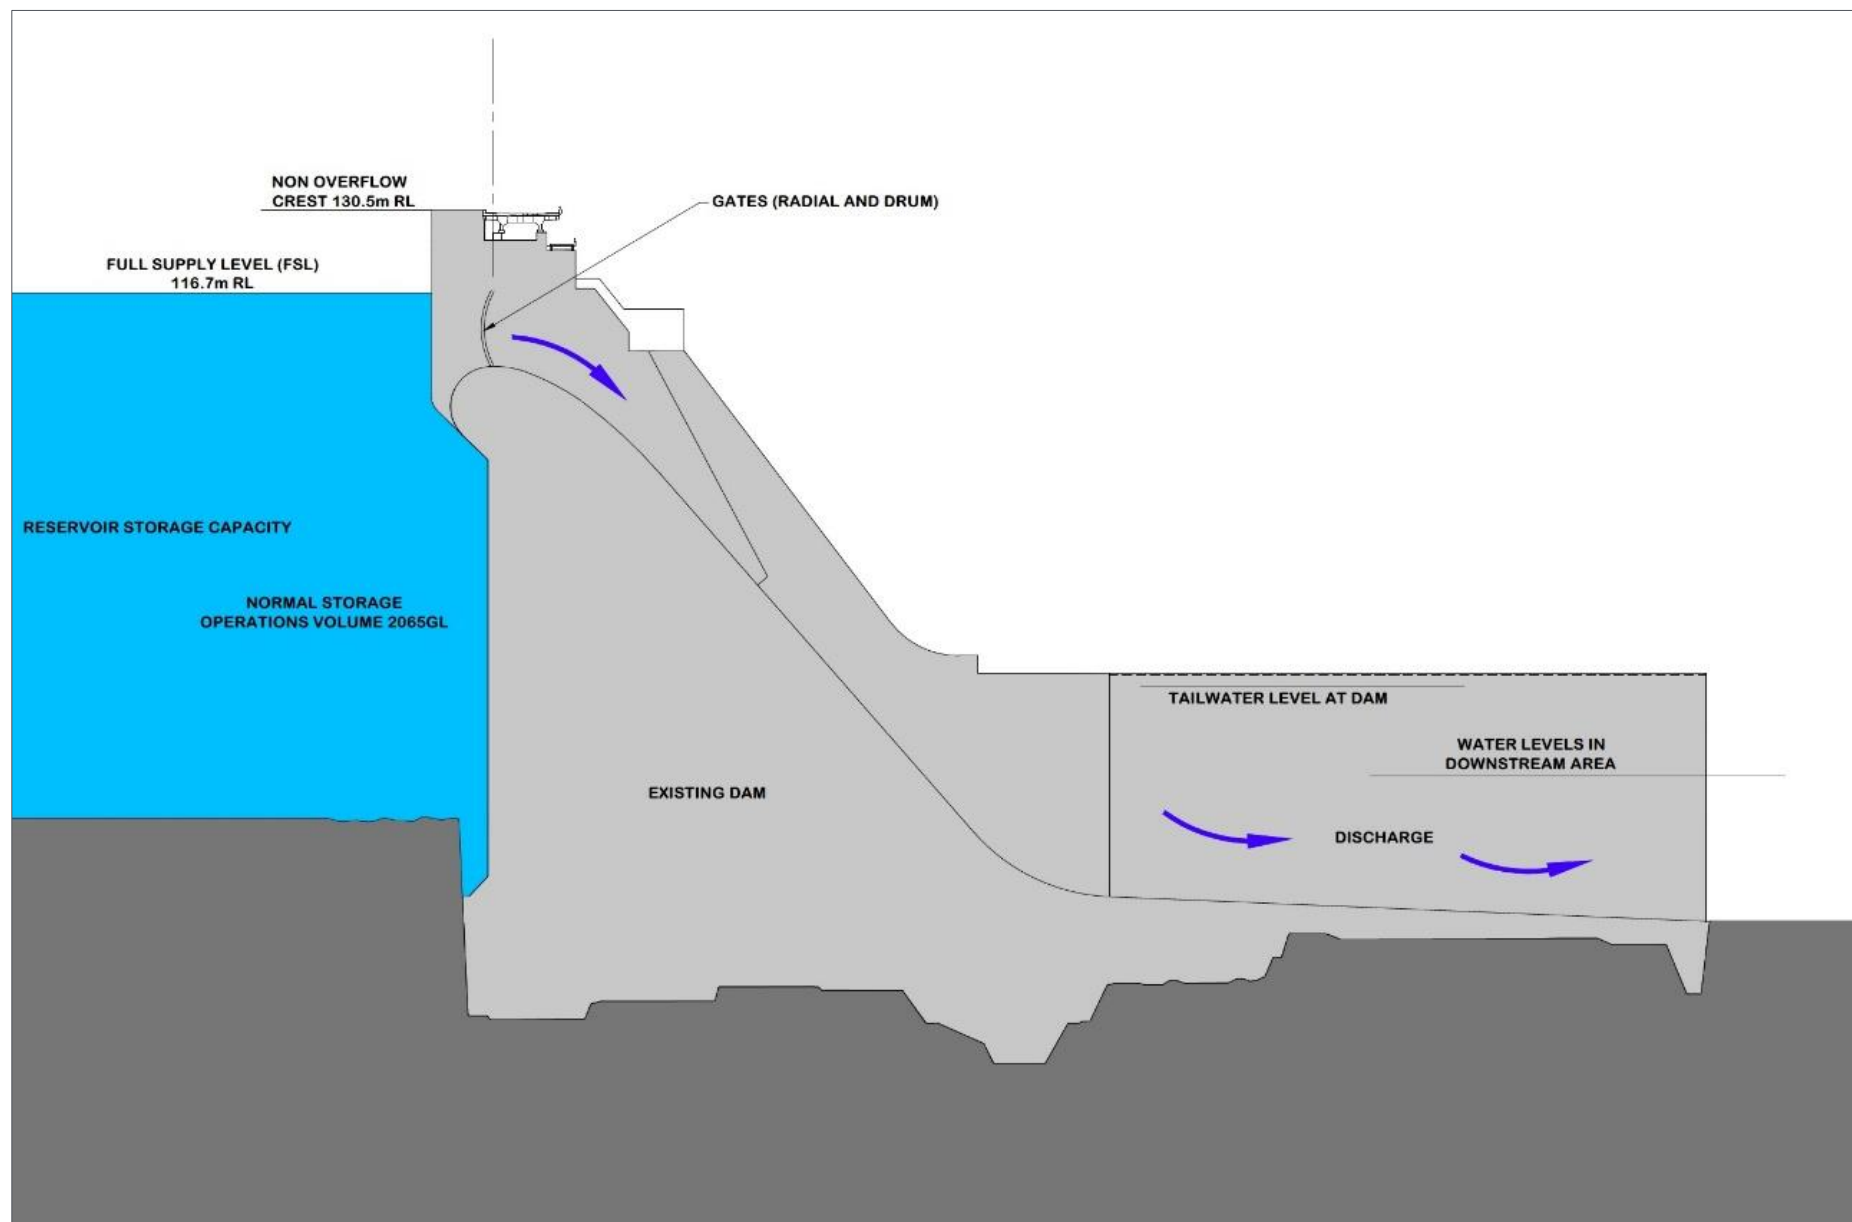 NON OVERFLOW
CREST 130.5m RL
GATES (RADIAL AND DRUM)
FULL SUPPLY LEVEL (FSL)
116.7m RL
RESERVOIR STORAGE CAPACITY
NORMAL STORAGE
OPERATIONS VOLUME 2065GL
TAILWATER LEVEL AT DAM
WATER LEVELS IN
DOWNSTREAM AREA
EXISTING DAM
DISCHARGE